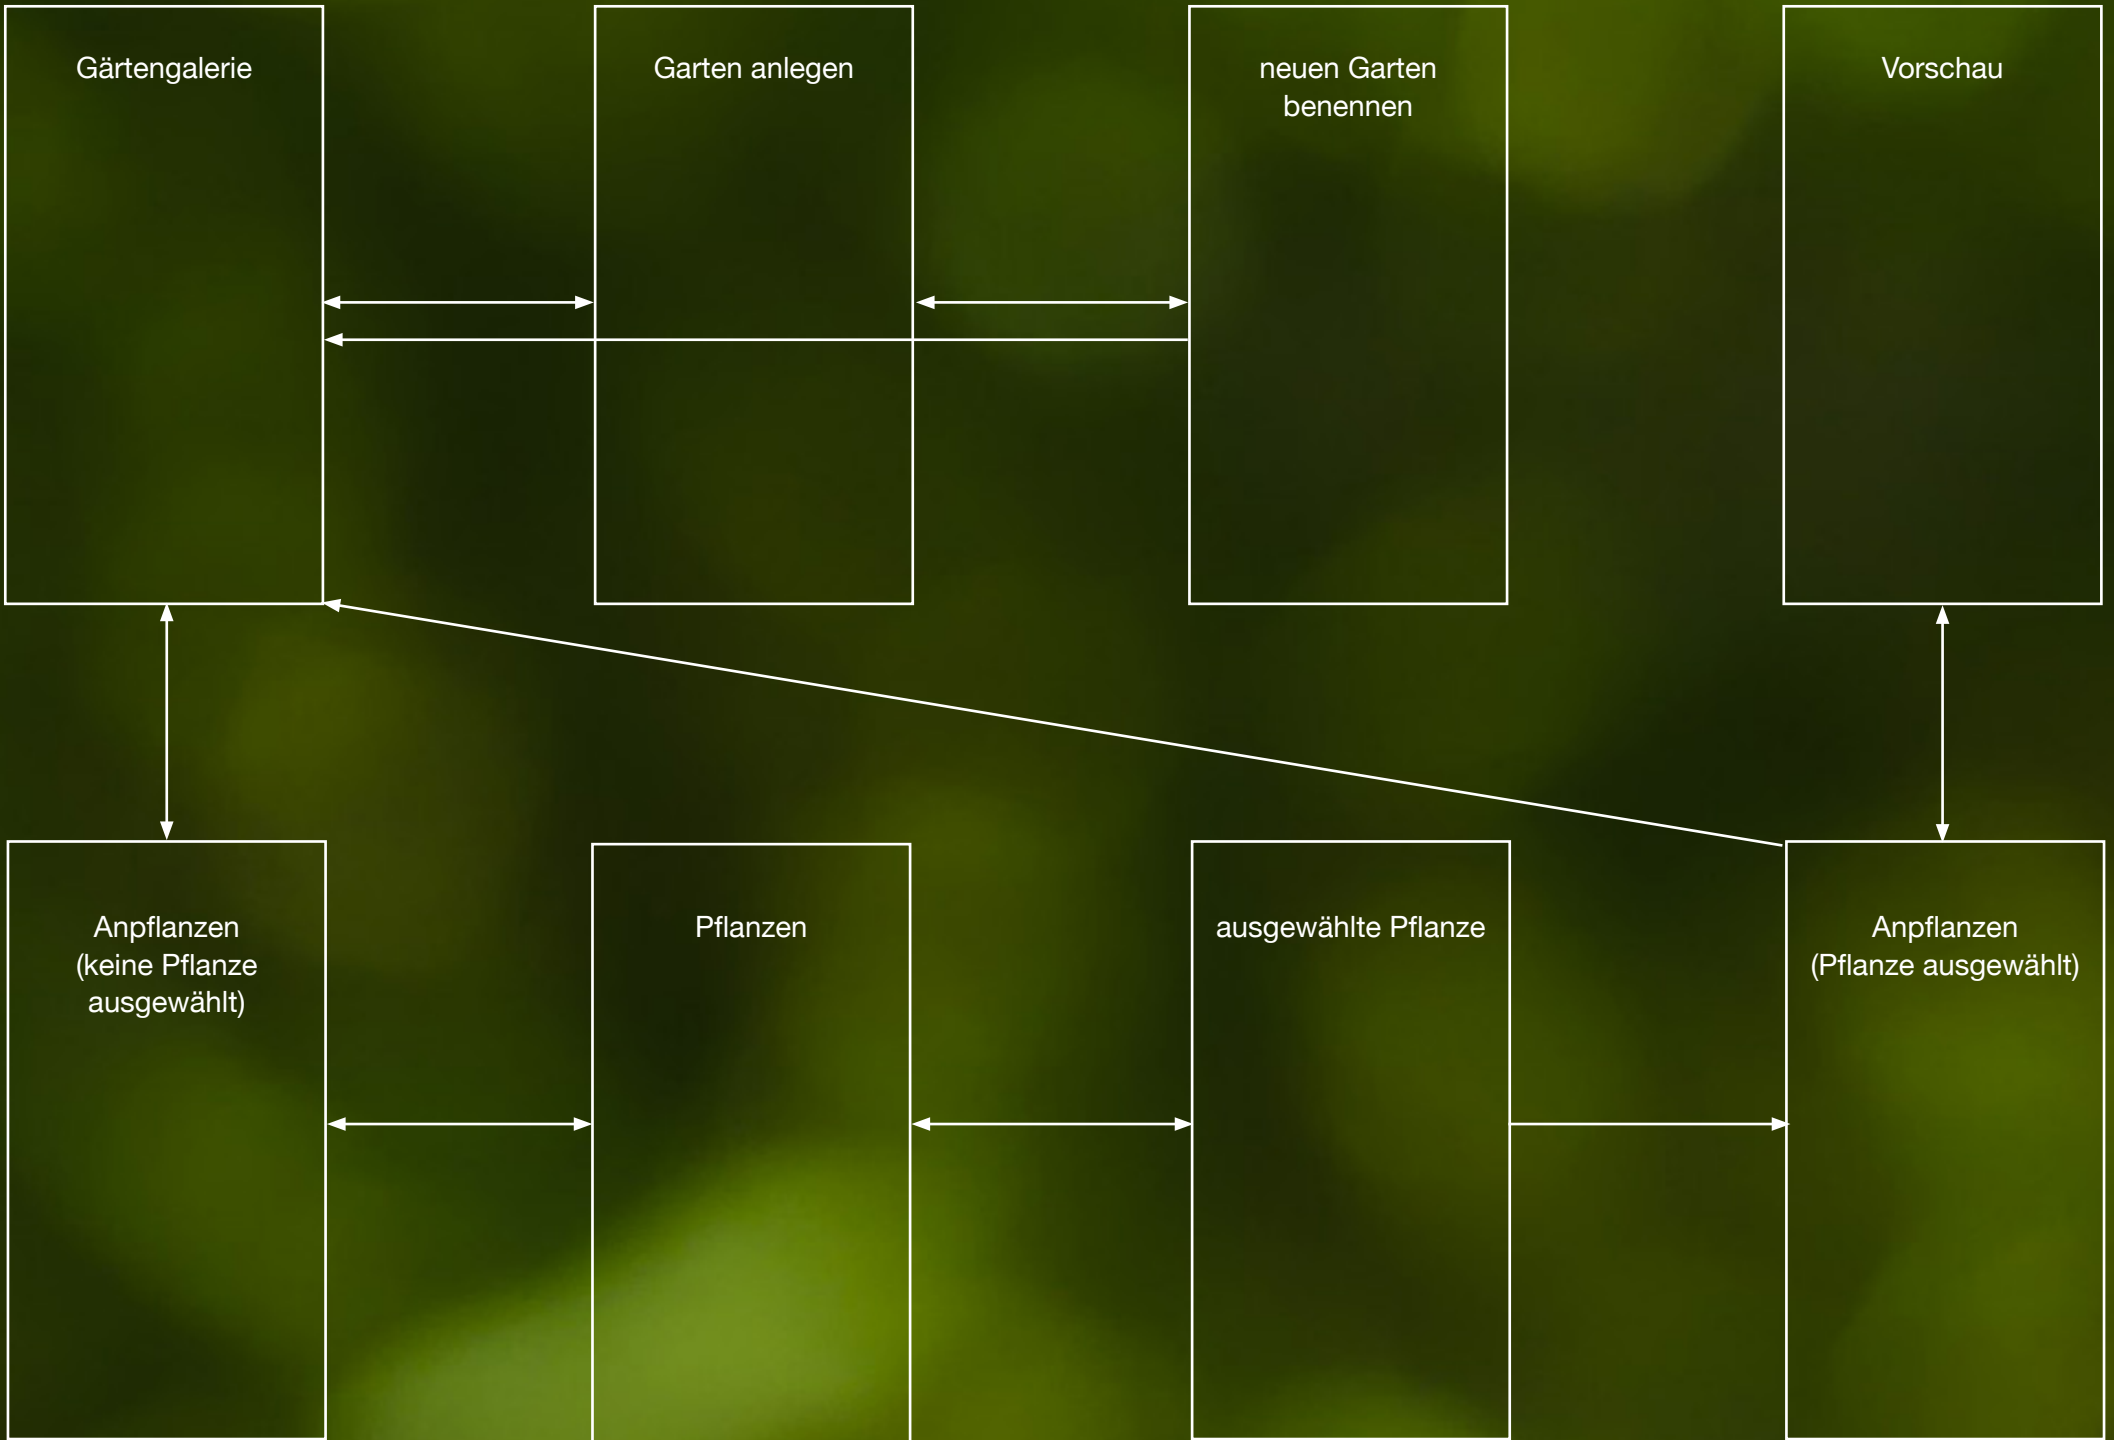 Gärtengalerie
Garten anlegen
neuen Garten
benennen
Vorschau
Anpflanzen
(keine Pflanze
ausgewählt)
Pflanzen
ausgewählte Pflanze
Anpflanzen
(Pflanze ausgewählt)